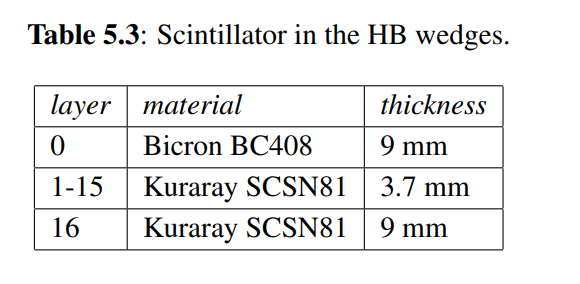 Table 5.3: Scintillator in the HB wedges.
layer material thickness
0 Bicron BC408 9 mm
1-15 Kuraray SCSN81 3.7 mm
16 Kuraray SCSN81 9 mm